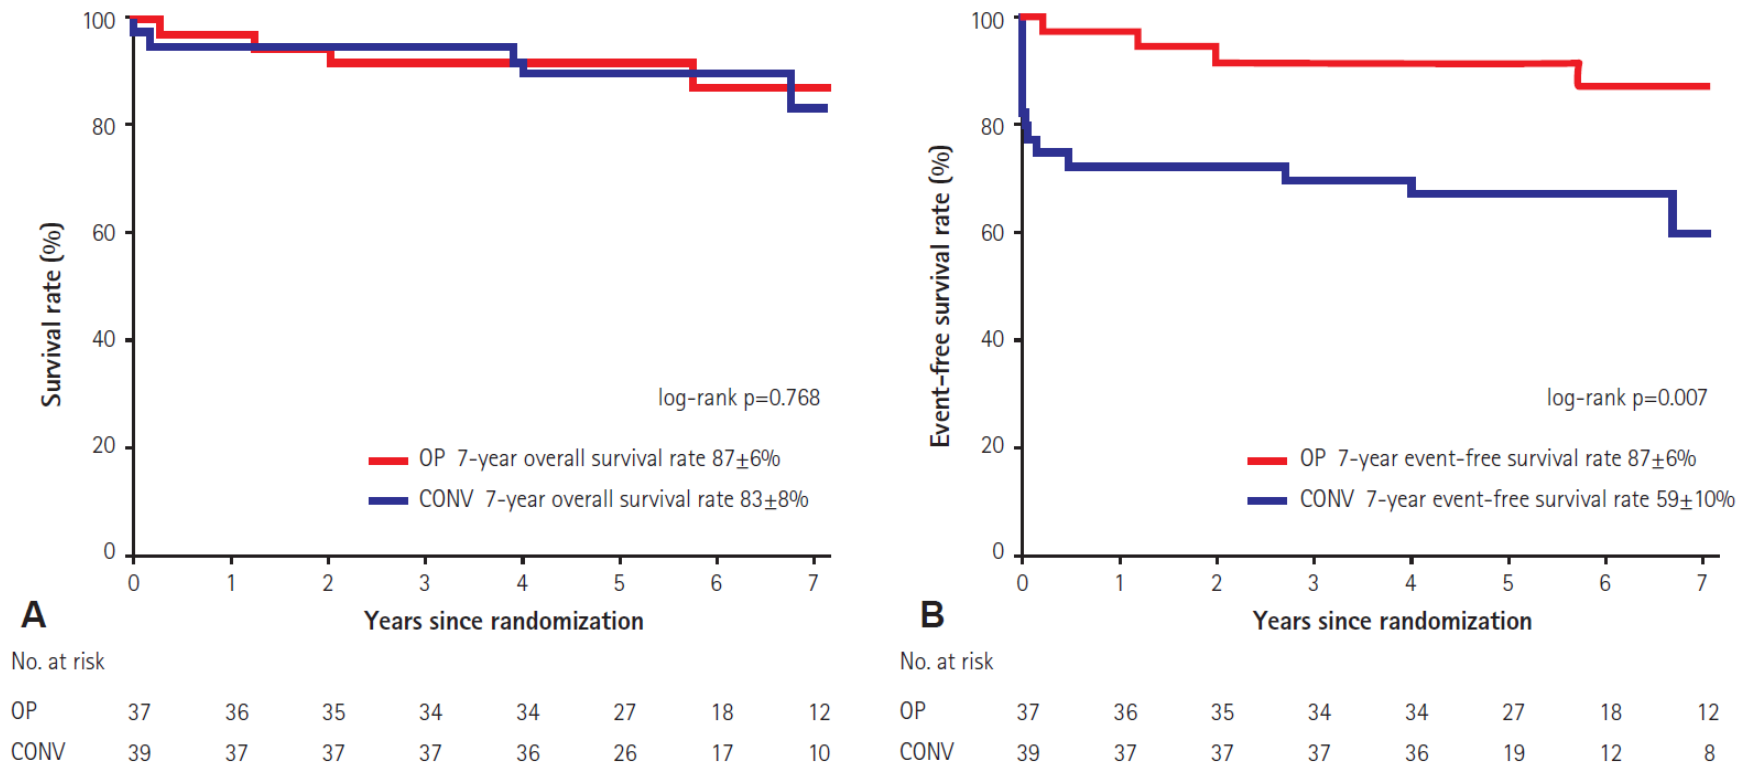 100
80
60
40
20
0
Survival rate (%)
log-rank p=0.768
OP 7-year overall survival rate 87±6%
CONV 7-year overall survival rate 83±8%
0 1 2 3 4 5 6 7
Years since randomization
A
No. at risk
OP 37 36 35 34 34 27 18 12
CONV 39 37 37 37 36 26 17 10
100
80
60
40
20
0
Event-free survival rate (%)
log-rank p=0.007
OP 7-year event-free survival rate 87±6%
CONV 7-year event-free survival rate 59±10%
0 1 2 3 4 5 6 7
Years since randomization
B
No. at risk
OP 37 36 35 34 34 27 18 12
CONV 39 37 37 37 36 19 12 8